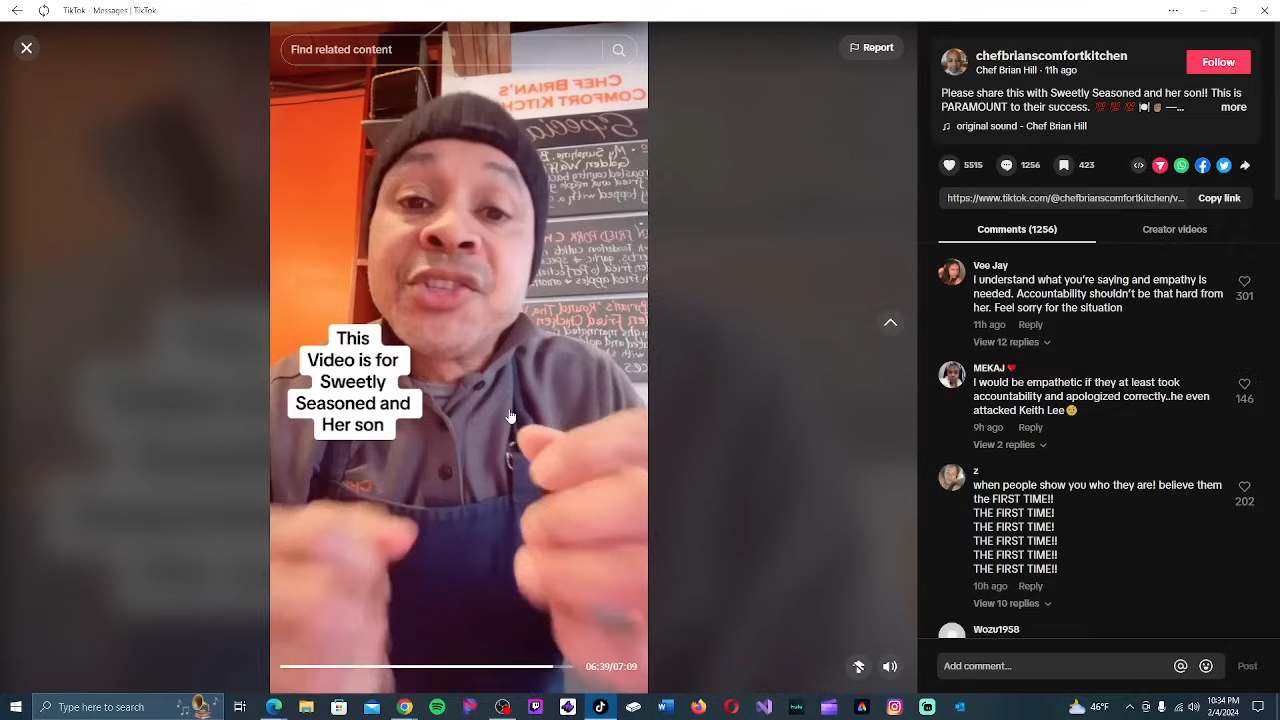 TikTok - Messages | TikTok
Find related content
Report
CHEF BRIAN'S
COMFORT KITCH
Specia
This
Video is for
Sweetly
Seasoned and
Her son
06:39/07:09
chefbrianscomfortkitchen
Chef Brian Hill · 11h ago
Follow
Please share this with Sweetly Seasoned and her son!! This is
PARAMOUNT to their success. 💯 💯 💯 🍽️ ✊🏽 —... more
♫ original sound - Chef Brian Hill
5515
1256
423
https://www.tiktok.com/@chefbrianscomfortkitchen/v...
Copy link
Comments (1256)
Creator videos
Vee Jay
I understand what you're saying and empathy is
needed. Accountability shouldn't be that hard from
her. Feel sorry for the situation
301
11h ago Reply
View 12 replies
MEKAJ ❤️
I would be empathetic if they at least took
accountability and apologized, correct.. he even
attacked Keith Lee🥲
146
9h ago Reply
View 2 replies
z
when people show you who they are! believe them
the FIRST TIME!!
THE FIRST TIME!
THE FIRST TIME!!
THE FIRST TIME!!
THE FIRST TIME!!
THE FIRST TIME!!
202
10h ago Reply
View 10 replies
Wozu1958
Add comment...
Post
Type here to search
hulu
10:34 PM
2/21/2024